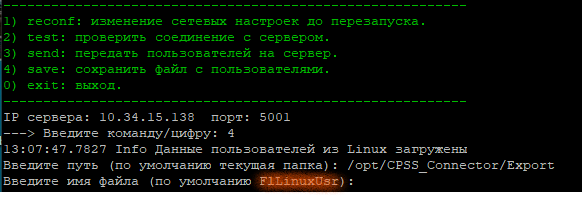 ------------------------------------------------------------
1) reconf: изменение сетевых настроек до перезапуска.
2) test: проверить соединение с сервером.
3) send: передать пользователей на сервер.
4) save: сохранить файл с пользователями.
0) exit: выход.
------------------------------------------------------------
IP сервера: 10.34.15.138  порт: 5001
---> Введите команду/цифру: 4
13:07:47.7827 Info Данные пользователей из Linux загружены
Введите путь (по умолчанию текущая папка): /opt/CPSS_Connector/Export
Введите имя файла (по умолчанию FlLinuxUsr):